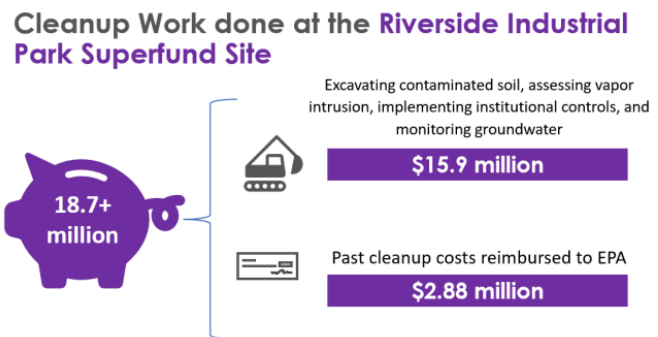 Cleanup Work done at the Riverside Industrial
Park Superfund Site
Excavating contaminated soil, assessing vapor
intrusion, implementing institutional controls, and
monitoring groundwater
$15.9 million
18.7+
million
Past cleanup costs reimbursed to EPA
$2.88 million